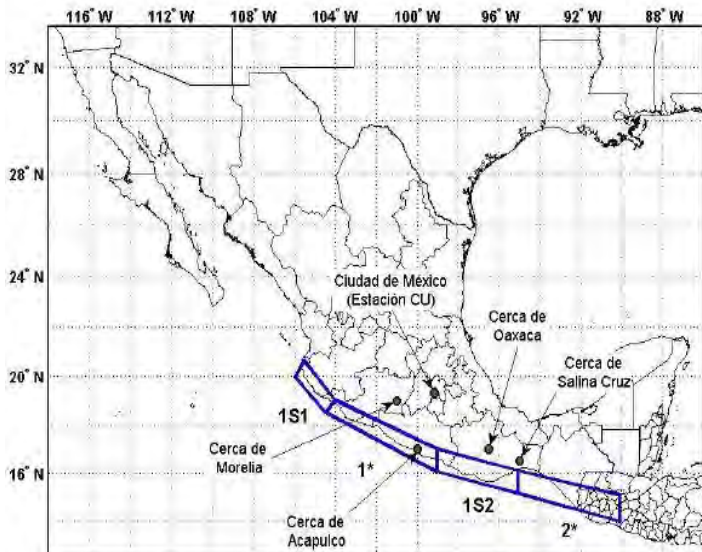 116° W 112° W 108° W 104° W 100° W 96° W 92° W 88° W
32° N
28° N
24° N
20° N
16° N
Ciudad de México
(Estación CU)
Cerca de
Oaxaca
Cerca de
Salina Cruz
1S1
Cerca de
Morelia
1*
1S2
Cerca de
Acapulco
2*